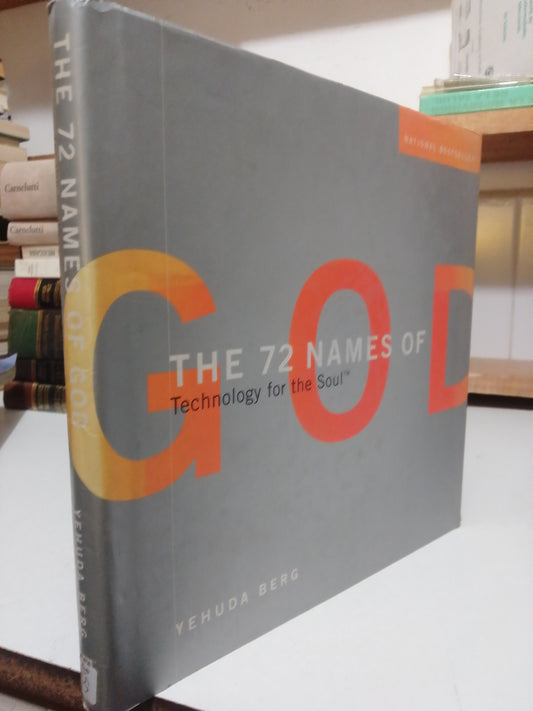 THE 72 NAMES OF GOD
YEHUDA BERG
NATIONAL BESTSELLER
GOD
THE 72 NAMES OF
Technology for the Soul™
YEHUDA BERG
Carnelutti
Carnelutti